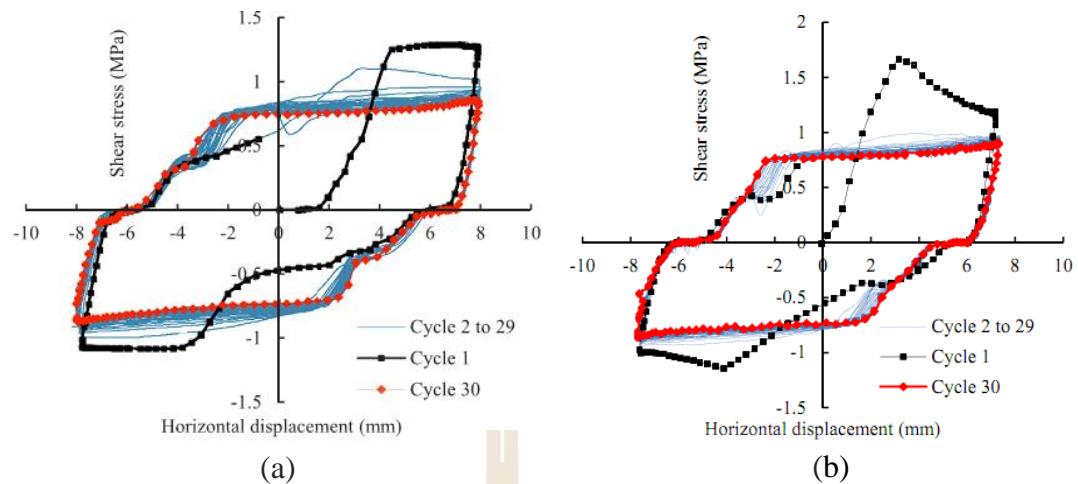 1.5
1
0.5
0
-0.5
-1
-1.5
-10 -8 -6 -4 -2 0 2 4 6 8 10
Shear stress (MPa)
Cycle 2 to 29
Cycle 1
Cycle 30
Horizontal displacement (mm)
(a)
2
1.5
1
0.5
0
-0.5
-1
-1.5
-10 -8 -6 -4 -2 0 2 4 6 8 10
Shear stress (MPa)
Cycle 2 to 29
Cycle 1
Cycle 30
Horizontal displacement (mm)
(b)